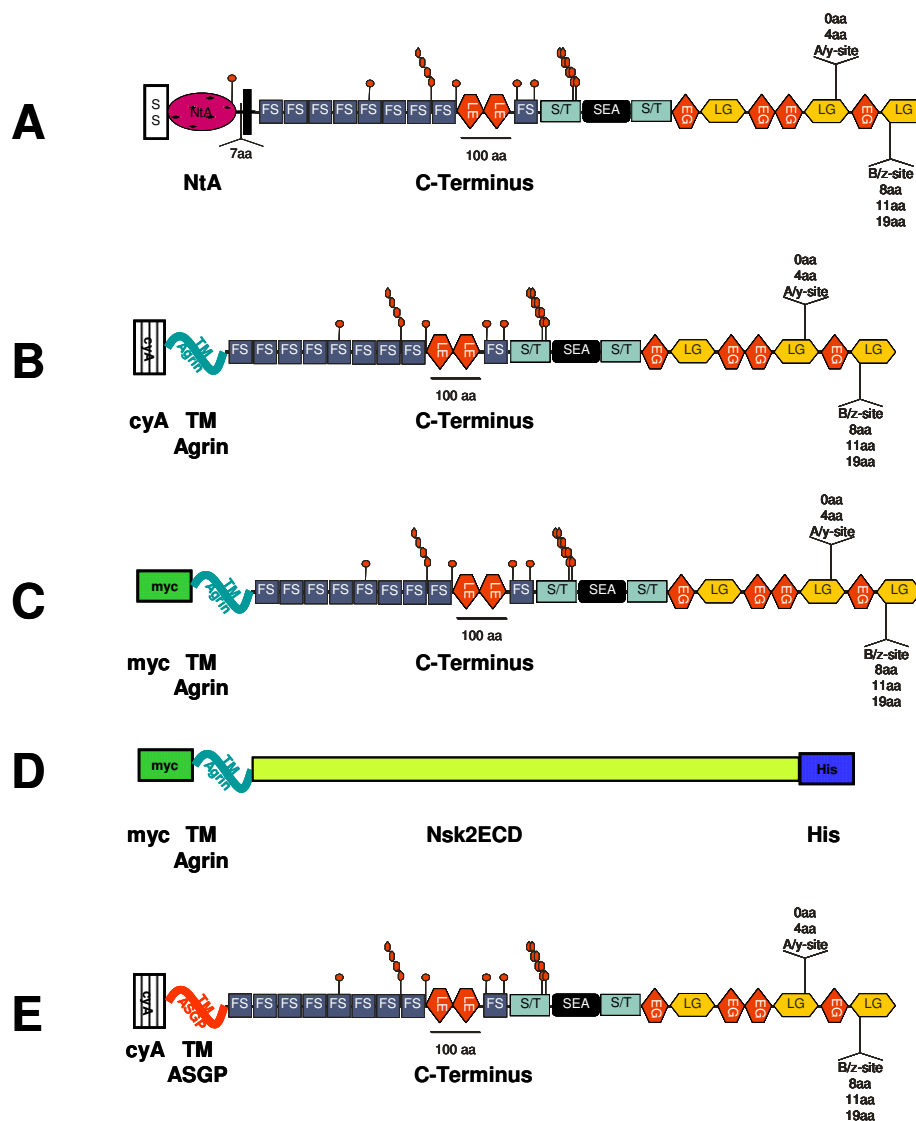 0aa
4aa
A/y-site
A
S S
NtA
FS FS FS FS FS FS FS FS LE LE FS S/T SEA S/T EG LG EG EG LG EG LG
7aa
100 aa
B/z-site
8aa
11aa
19aa
NtA C-Terminus
0aa
4aa
A/y-site
B
cyA
TM
Agrin
FS FS FS FS FS FS FS FS LE LE FS S/T SEA S/T EG LG EG EG LG EG LG
100 aa
B/z-site
8aa
11aa
19aa
cyA TM C-Terminus
Agrin
0aa
4aa
A/y-site
C
myc
TM
Agrin
FS FS FS FS FS FS FS FS LE LE FS S/T SEA S/T EG LG EG EG LG EG LG
100 aa
B/z-site
8aa
11aa
19aa
myc TM C-Terminus
Agrin
D
myc
TM
Agrin
His
myc TM Nsk2ECD His
Agrin
0aa
4aa
A/y-site
E
cyA
TM
ASGP
FS FS FS FS FS FS FS FS LE LE FS S/T SEA S/T EG LG EG EG LG EG LG
100 aa
B/z-site
8aa
11aa
19aa
cyA TM C-Terminus
ASGP